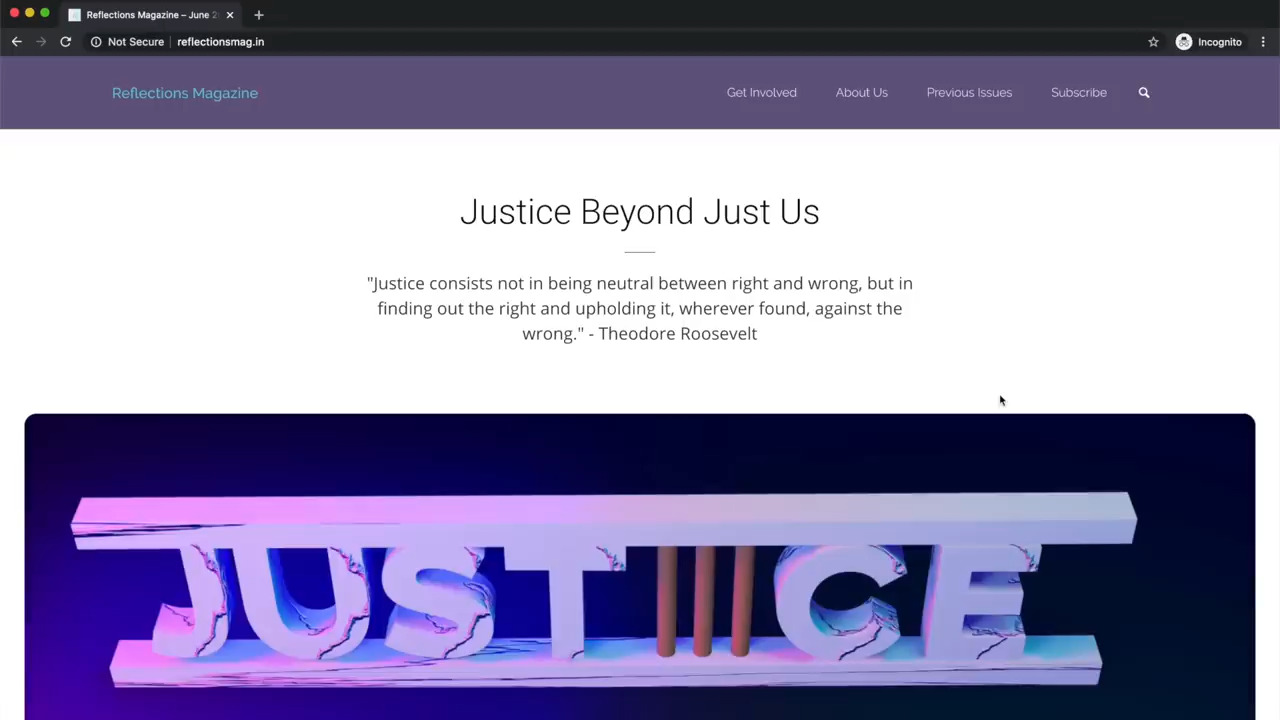 Reflections Magazine – June 2
Not Secure
reflectionsmag.in
Incognito
Reflections Magazine
Get Involved
About Us
Previous Issues
Subscribe
Justice Beyond Just Us
"Justice consists not in being neutral between right and wrong, but in
finding out the right and upholding it, wherever found, against the
wrong." - Theodore Roosevelt
JUSTICE